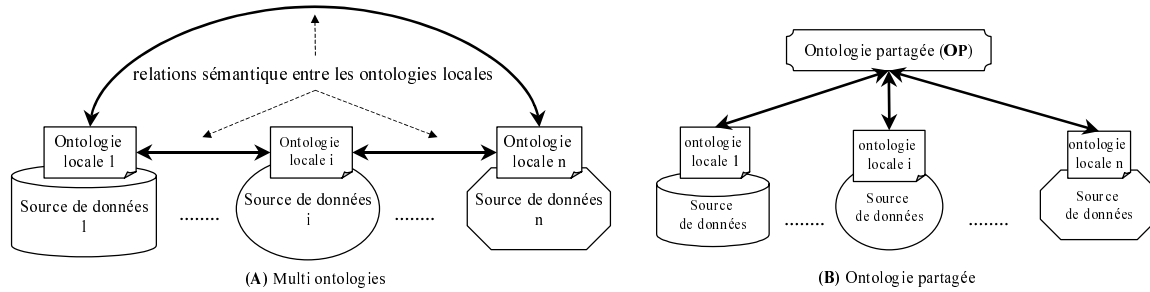 relations sémantique entre les ontologies locales
Ontologie
locale 1
Ontologie
locale i
Ontologie
locale n
Source de données
1
........
Source de données
i
........
Source de données
n
(A) Multi ontologies
Ontologie partagée (OP)
ontologie
locale 1
ontologie
locale i
ontologie
locale n
Source
de données
........
Source
de données
........
Source
de données
(B) Ontologie partagée